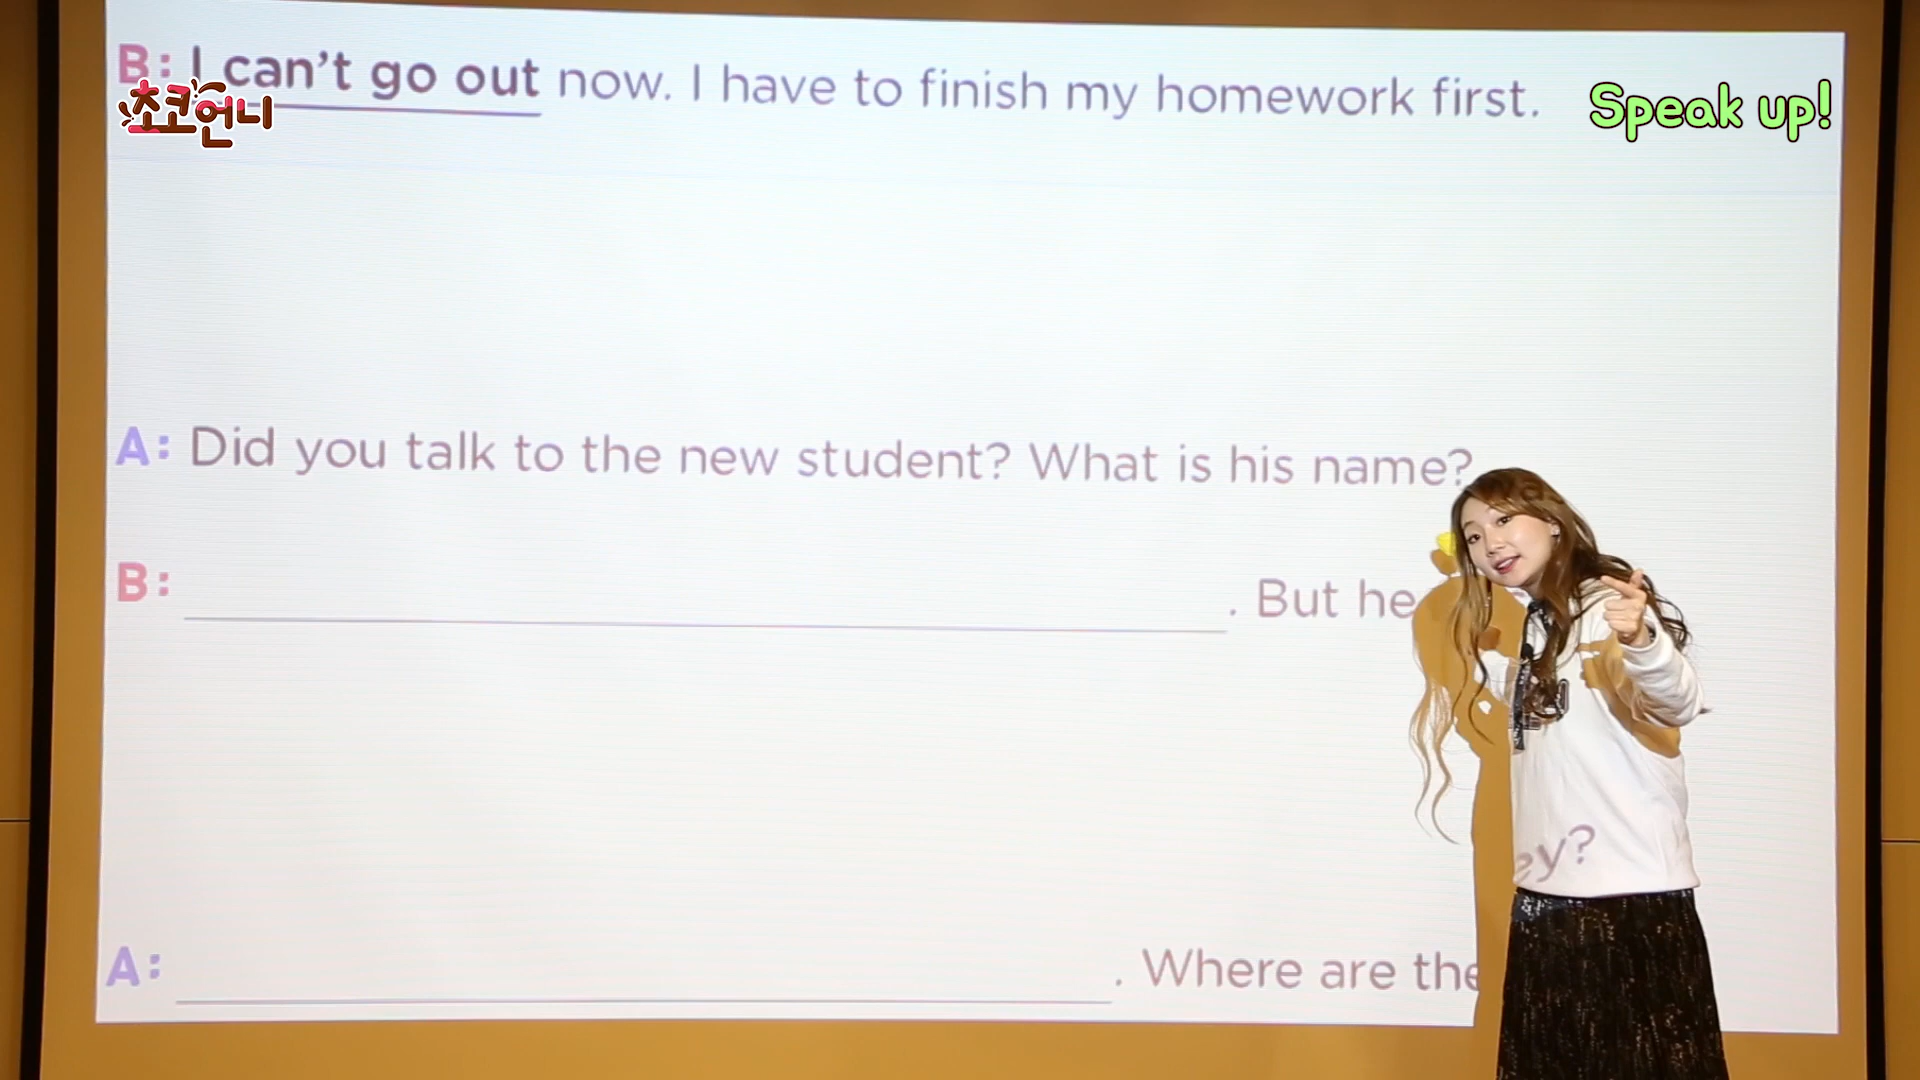 B: I can't go out now. I have to finish my homework first.
초코언니
Speak up!
A: Did you talk to the new student? What is his name?
B: . But he
A: . Where are the
ey?